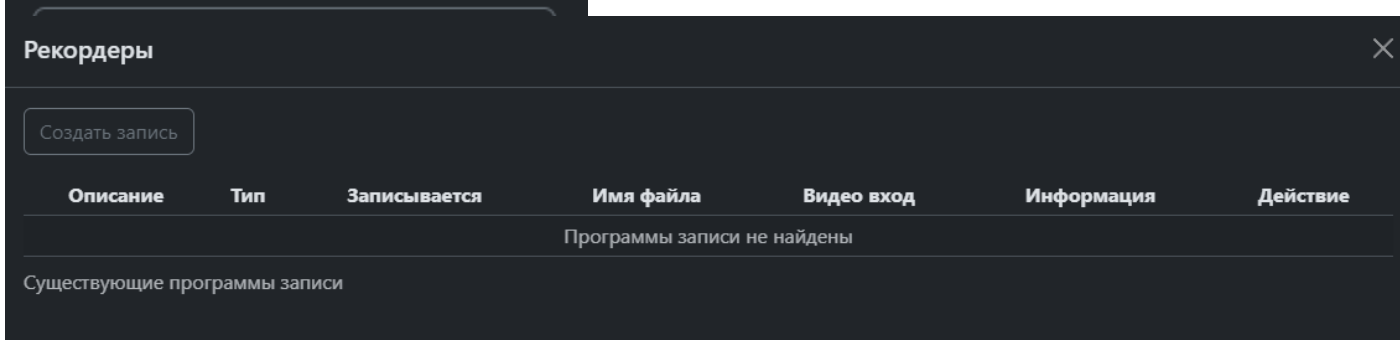 Рекордеры
Создать запись
Описание Тип Записывается Имя файла Видео вход Информация Действие
Программы записи не найдены
Существующие программы записи